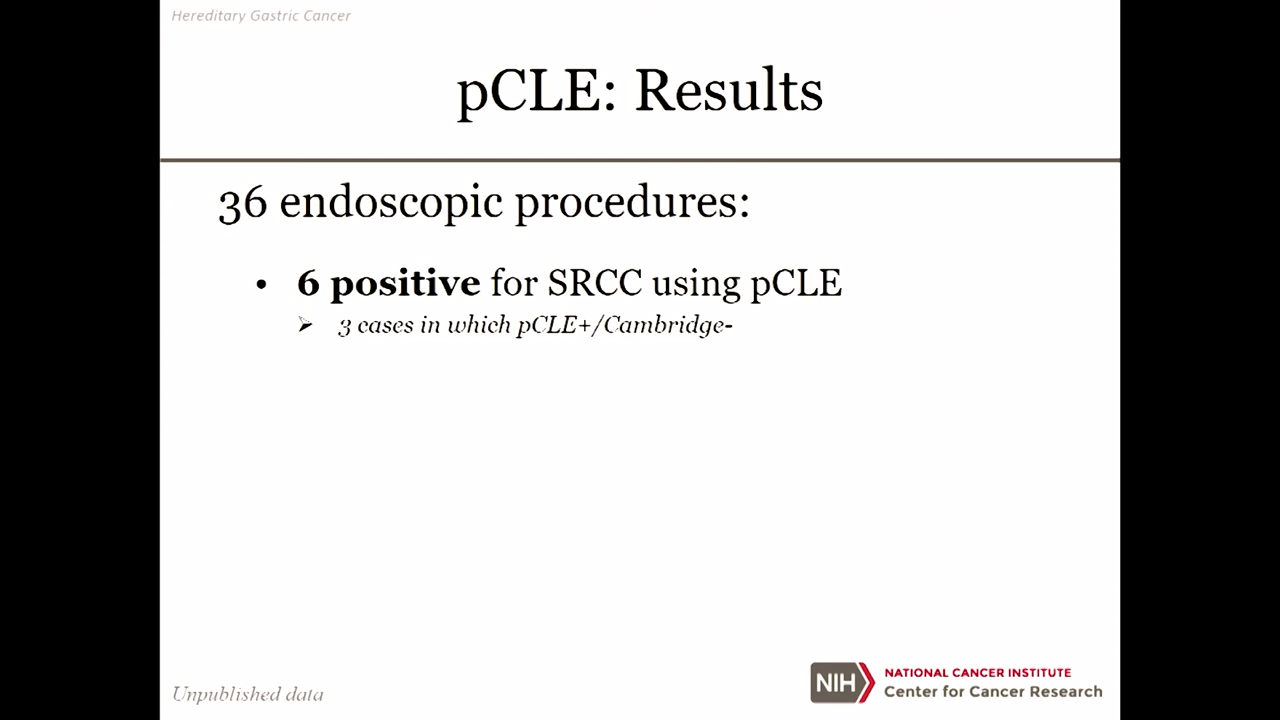 Hereditary Gastric Cancer
pCLE: Results
36 endoscopic procedures:
• 6 positive for SRCC using pCLE
➢ 3 cases in which pCLE+/Cambridge-
Unpublished data
NIH
NATIONAL CANCER INSTITUTE
Center for Cancer Research